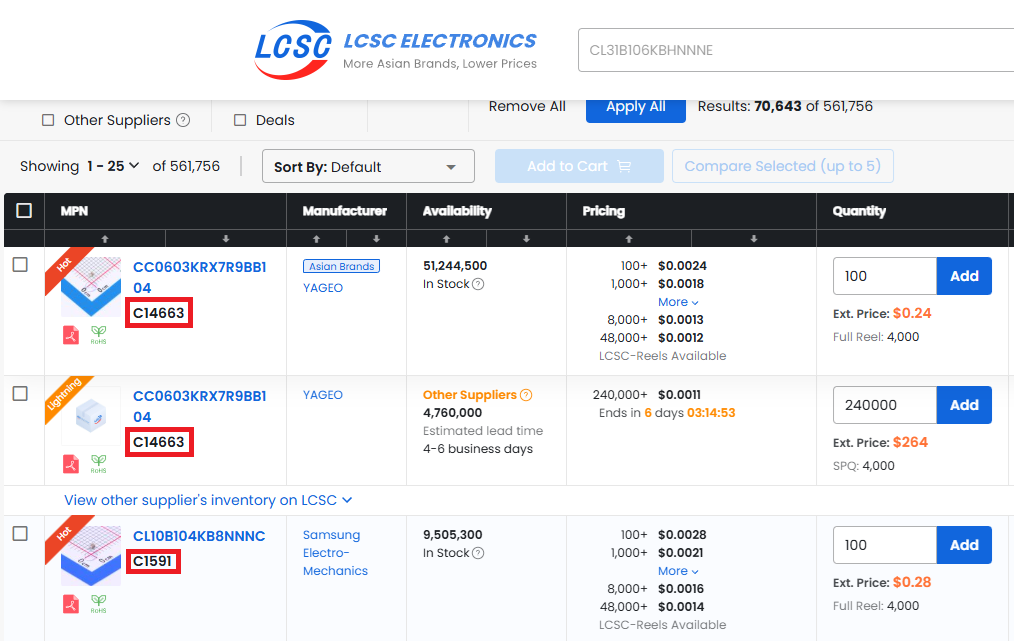 LCSC
LCSC ELECTRONICS
More Asian Brands, Lower Prices
CL31B106KBHNNNE
Other Suppliers ?
Deals
Remove All
Apply All
Results: 70,643 of 561,756
Showing 1 - 25 of 561,756
Sort By: Default
Add to Cart
Compare Selected (up to 5)
MPN
Manufacturer
Availability
Pricing
Quantity
Hot
CC0603KRX7R9BB1
04
C14663
RoHS
Asian Brands
YAGEO
51,244,500
In Stock ?
100+ $0.0024
1,000+ $0.0018
More
8,000+ $0.0013
48,000+ $0.0012
LCSC-Reels Available
100
Add
Ext. Price: $0.24
Full Reel: 4,000
Lightning
CC0603KRX7R9BB1
04
C14663
RoHS
YAGEO
Other Suppliers ?
4,760,000
Estimated lead time
4-6 business days
240,000+ $0.0011
Ends in 6 days 03:14:53
240000
Add
Ext. Price: $264
SPQ: 4,000
View other supplier's inventory on LCSC
Hot
CL10B104KB8NNNC
C1591
RoHS
Samsung
Electro-
Mechanics
9,505,300
In Stock ?
100+ $0.0028
1,000+ $0.0021
More
8,000+ $0.0016
48,000+ $0.0014
LCSC-Reels Available
100
Add
Ext. Price: $0.28
Full Reel: 4,000